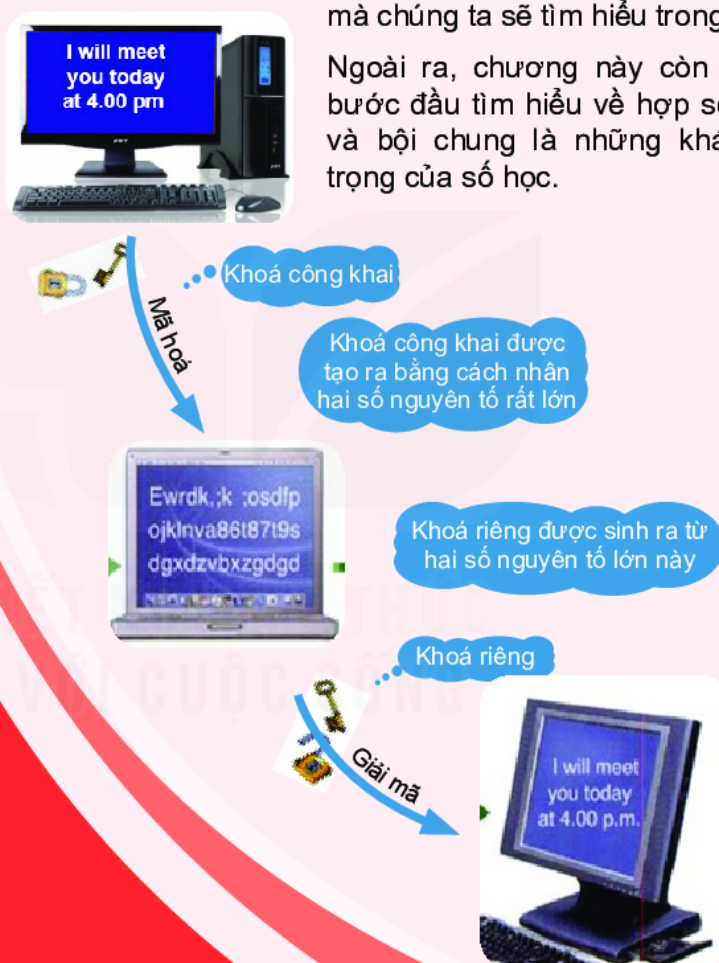 mà chúng ta sẽ tìm hiểu trong
Ngoài ra, chương này còn
bước đầu tìm hiểu về hợp
và bội chung là những
trọng của số học.
I will meet
you today
at 4.00 pm
Khoá công khai
Mã hoá
Khoá công khai được
tạo ra bằng cách nhân
hai số nguyên tố rất lớn
Ewrdk,;k ;osdfp
ojklnva86t87t9s
dgxdzvbxzgdgd
Khoá riêng được sinh ra từ
hai số nguyên tố lớn này
THỨC
VỚI CUỘC SỐNG
Khoá riêng
Giải mã
I will meet
you today
at 4.00 p.m.